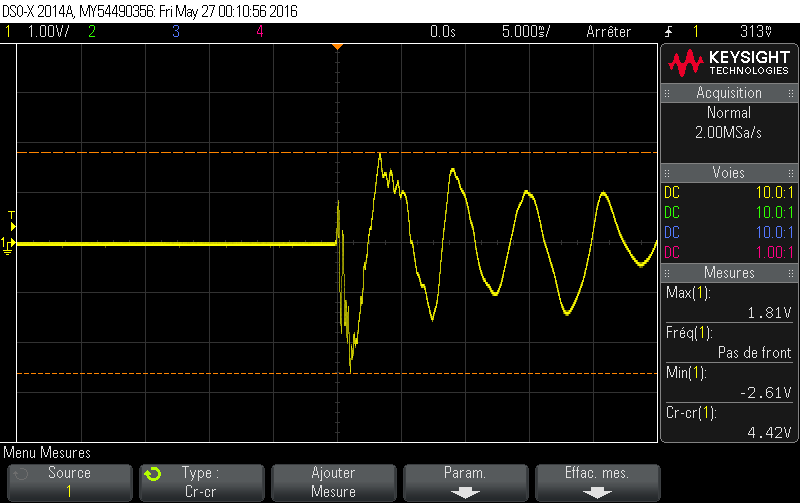 DSO-X 2014A, MY54490356: Fri May 27 00:10:56 2016
1 1.00V/ 2 3 4 0.0s 5.000ms/ Arrêter 1 313mV
KEYSIGHT
TECHNOLOGIES
Acquisition
Normal
2.00MSa/s
Voies
DC 10.0:1
DC 10.0:1
DC 10.0:1
DC 1.00:1
T
1
Mesures
Max(1):
1.81V
Fréq(1):
Pas de front
Min(1):
-2.61V
Cr-cr(1):
4.42V
Menu Mesures
Source
1
Type :
Cr-cr
Ajouter
Mesure
Param.
Effac. mes.